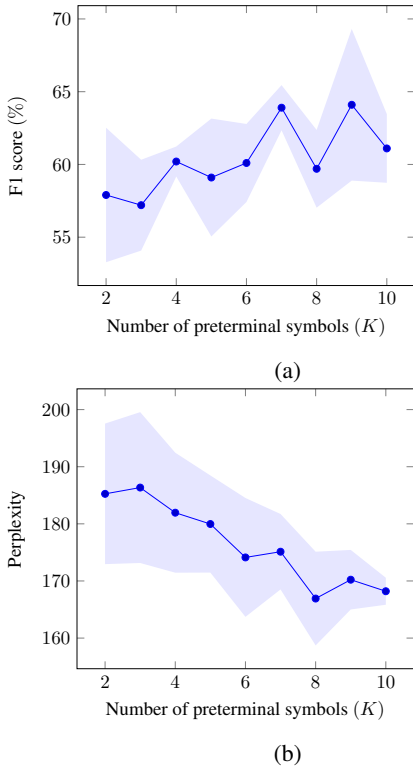 70
65
60
55
F1 score (%)
2 4 6 8 10
Number of preterminal symbols (K)
(a)
200
190
180
170
160
Perplexity
2 4 6 8 10
Number of preterminal symbols (K)
(b)